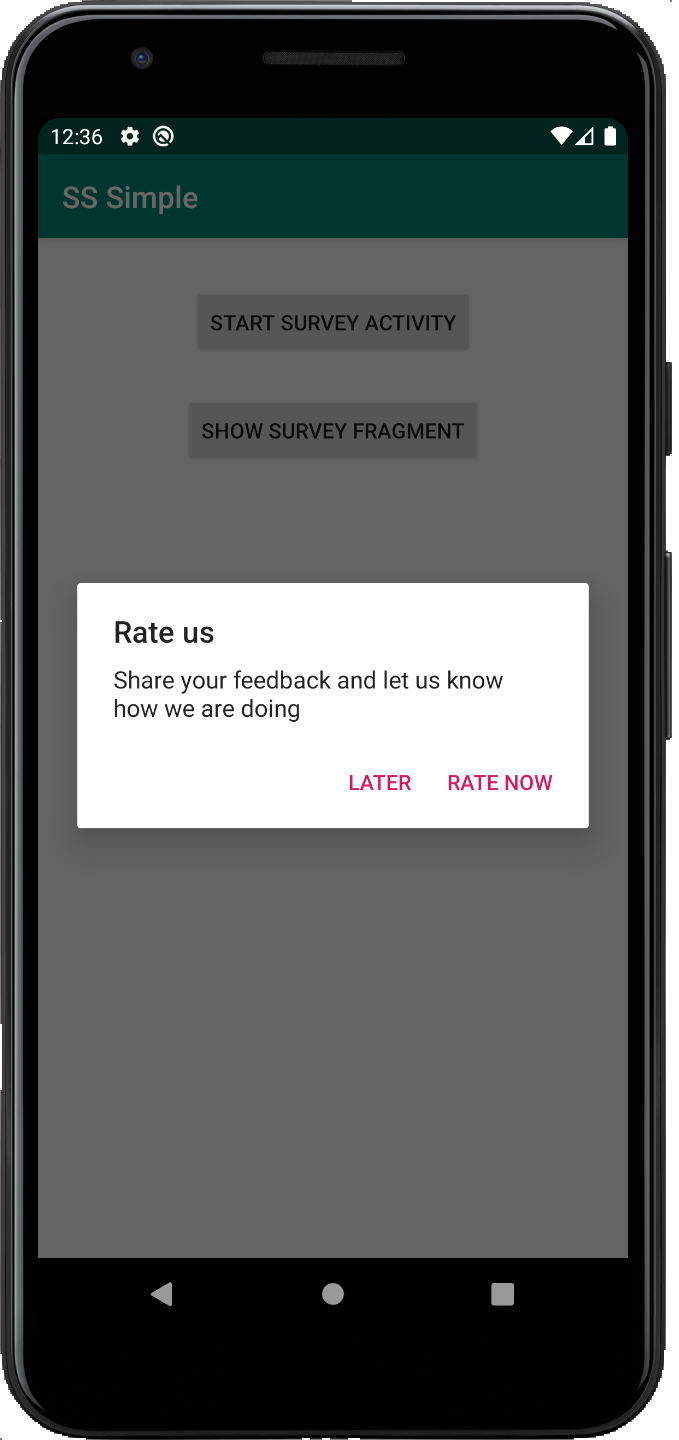 12:36
SS Simple
START SURVEY ACTIVITY
SHOW SURVEY FRAGMENT
Rate us
Share your feedback and let us know
how we are doing
LATER RATE NOW